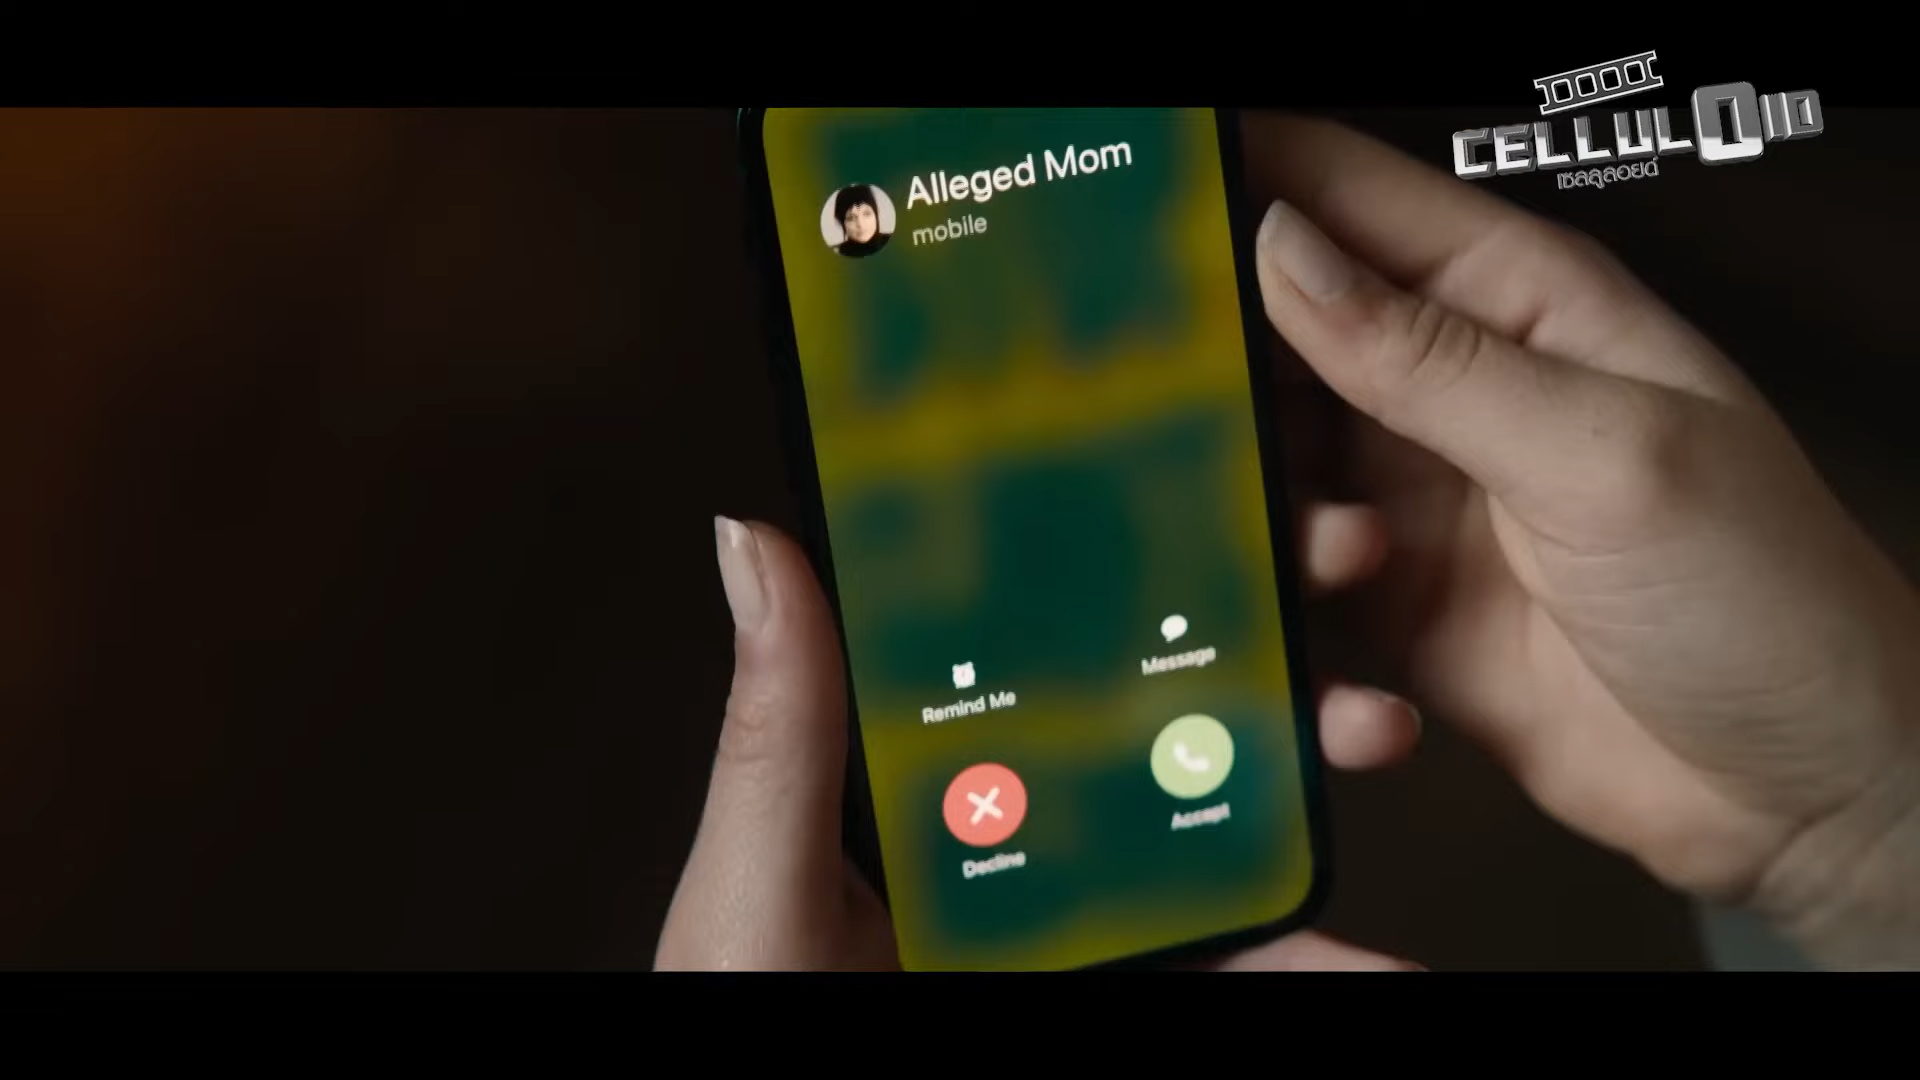 CELLULOID
เซลลูลอยด์
Alleged Mom
mobile
Message
Remind Me
Accept
Decline